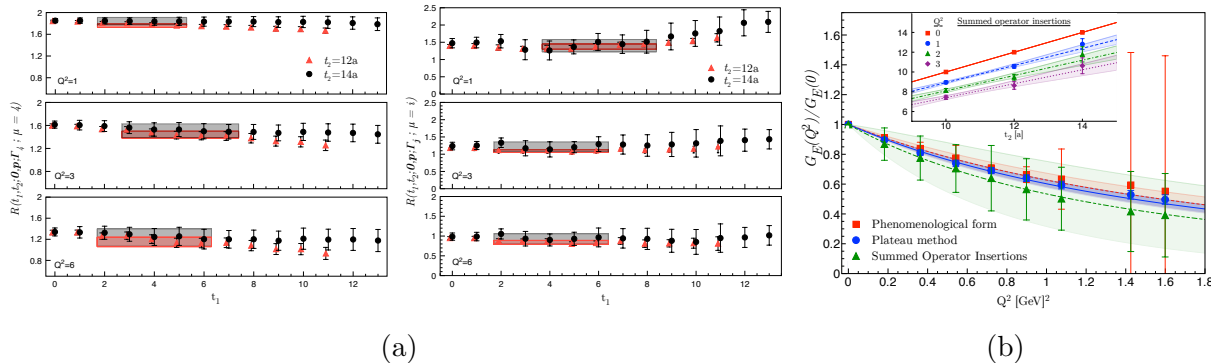 (a)
R(t₁,t₂;0,p;Γ₄ ; μ = 4)
2
1.6
1.2
Q²=1
t₂=12a
t₂=14a
2
1.6
1.2
Q²=3
2
1.6
1.2
Q²=6
0 2 4 6 8 10 12
t₁
R(t₁,t₂;0,p;Γⱼ ; μ = i)
2.5
2
1.5
1
0.5
0
Q²=1
t₂=12a
t₂=14a
2
1.5
1
0.5
0
Q²=3
2
1.5
1
0.5
0
Q²=6
0 2 4 6 8 10 12
t₁
(b)
G_E(Q²)/G_E(0)
1.8
1.6
1.4
1.2
1
0.8
0.6
0.4
0.2
0
Q² Summed operator insertions
0
1
2
3
14
12
10
8
6
10 12 14
t₂ [a]
Phenomenological form
Plateau method
Summed Operator Insertions
0 0.2 0.4 0.6 0.8 1 1.2 1.4 1.6 1.8
Q² [GeV]²